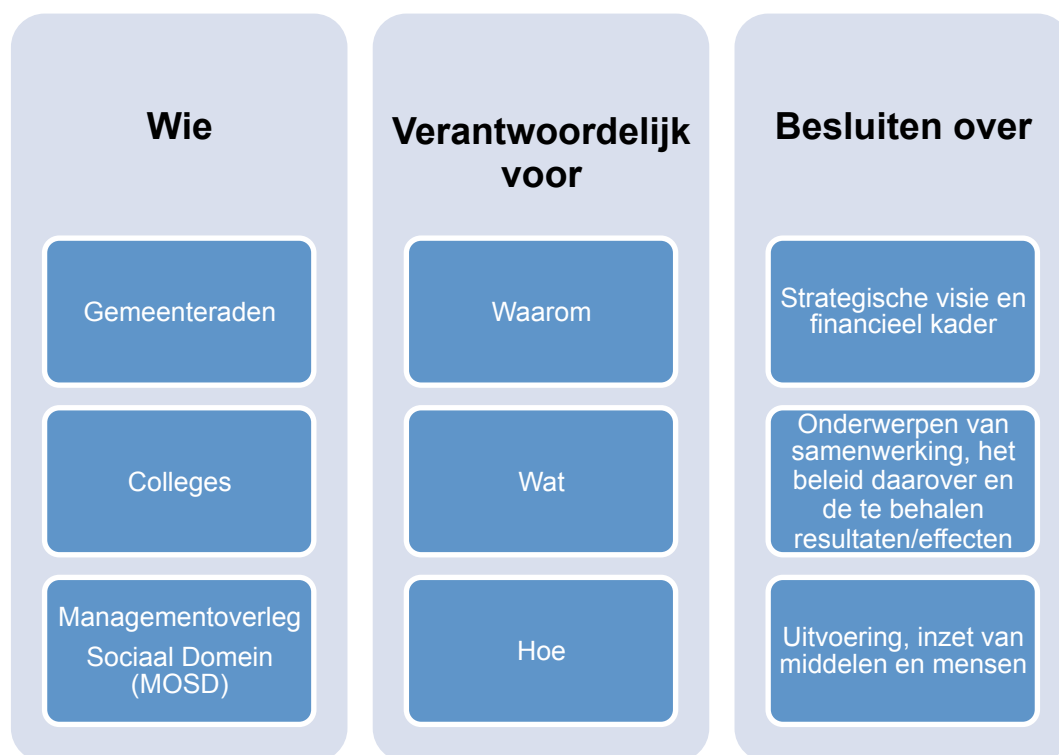 Wie
Verantwoordelijk
voor
Besluiten over
Gemeenteraden
Waarom
Strategische visie en
financieel kader
Colleges
Wat
Onderwerpen van
samenwerking, het
beleid daarover en
de te behalen
resultaten/effecten
Managementoverleg
Sociaal Domein
(MOSD)
Hoe
Uitvoering, inzet van
middelen en mensen